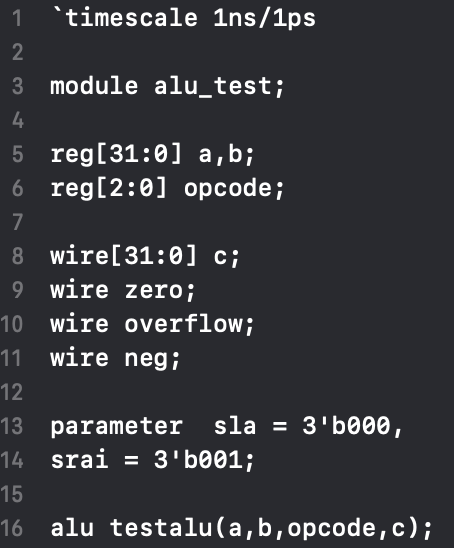 1 `timescale 1ns/1ps
2
3 module alu_test;
4
5 reg[31:0] a,b;
6 reg[2:0] opcode;
7
8 wire[31:0] c;
9 wire zero;
10 wire overflow;
11 wire neg;
12
13 parameter  sla = 3'b000,
14 srai = 3'b001;
15
16 alu testalu(a,b,opcode,c);